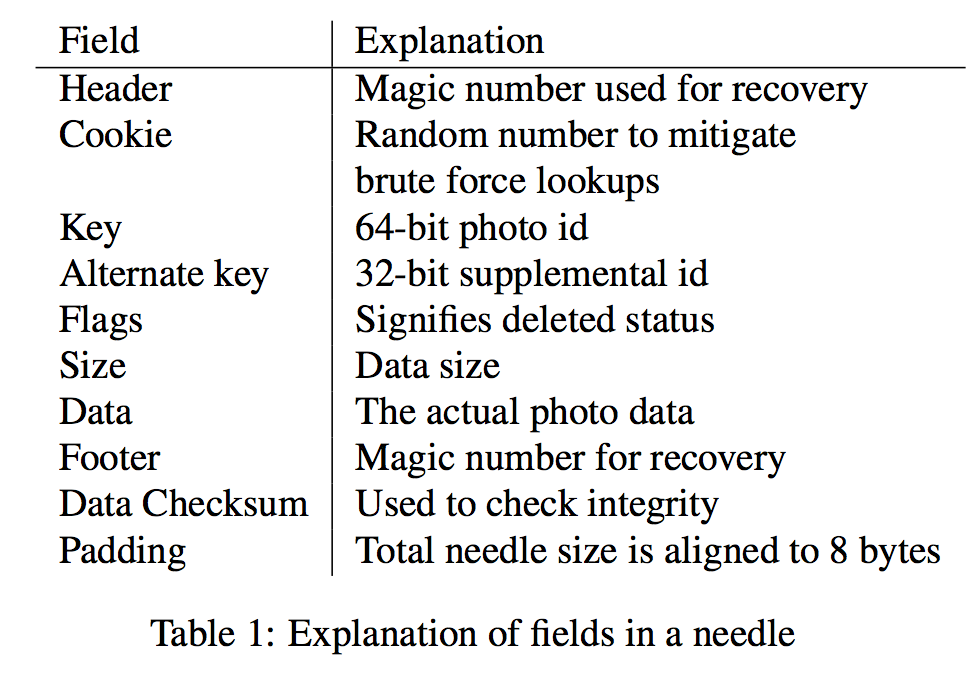 Field Explanation
Header Magic number used for recovery
Cookie Random number to mitigate
brute force lookups
Key 64-bit photo id
Alternate key 32-bit supplemental id
Flags Signifies deleted status
Size Data size
Data The actual photo data
Footer Magic number for recovery
Data Checksum Used to check integrity
Padding Total needle size is aligned to 8 bytes
Table 1: Explanation of fields in a needle